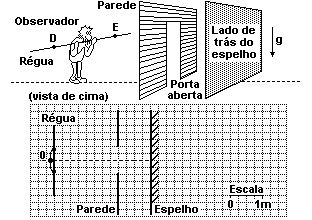 Parede
Observador
E
D
Régua
Lado de
trás do
espelho
g
Porta
aberta
(vista de cima)
Régua
0
Escala
0 1m
Parede
Espelho